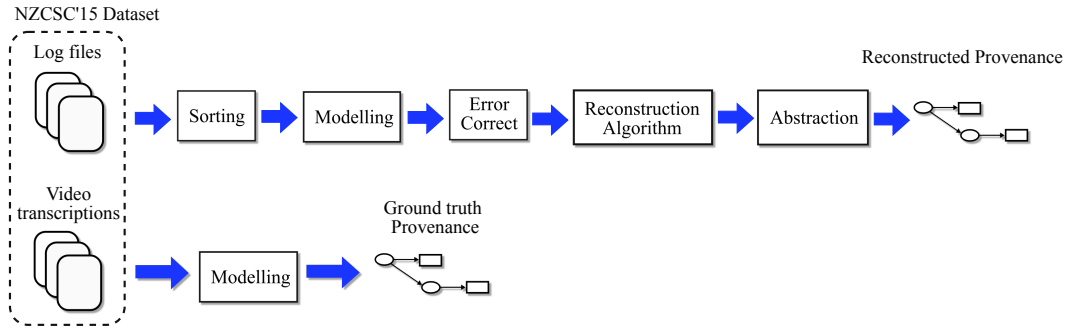 NZCSC'15 Dataset
Log files
Reconstructed Provenance
Sorting
Modelling
Error
Correct
Reconstruction
Algorithm
Abstraction
Video
transcriptions
Ground truth
Provenance
Modelling